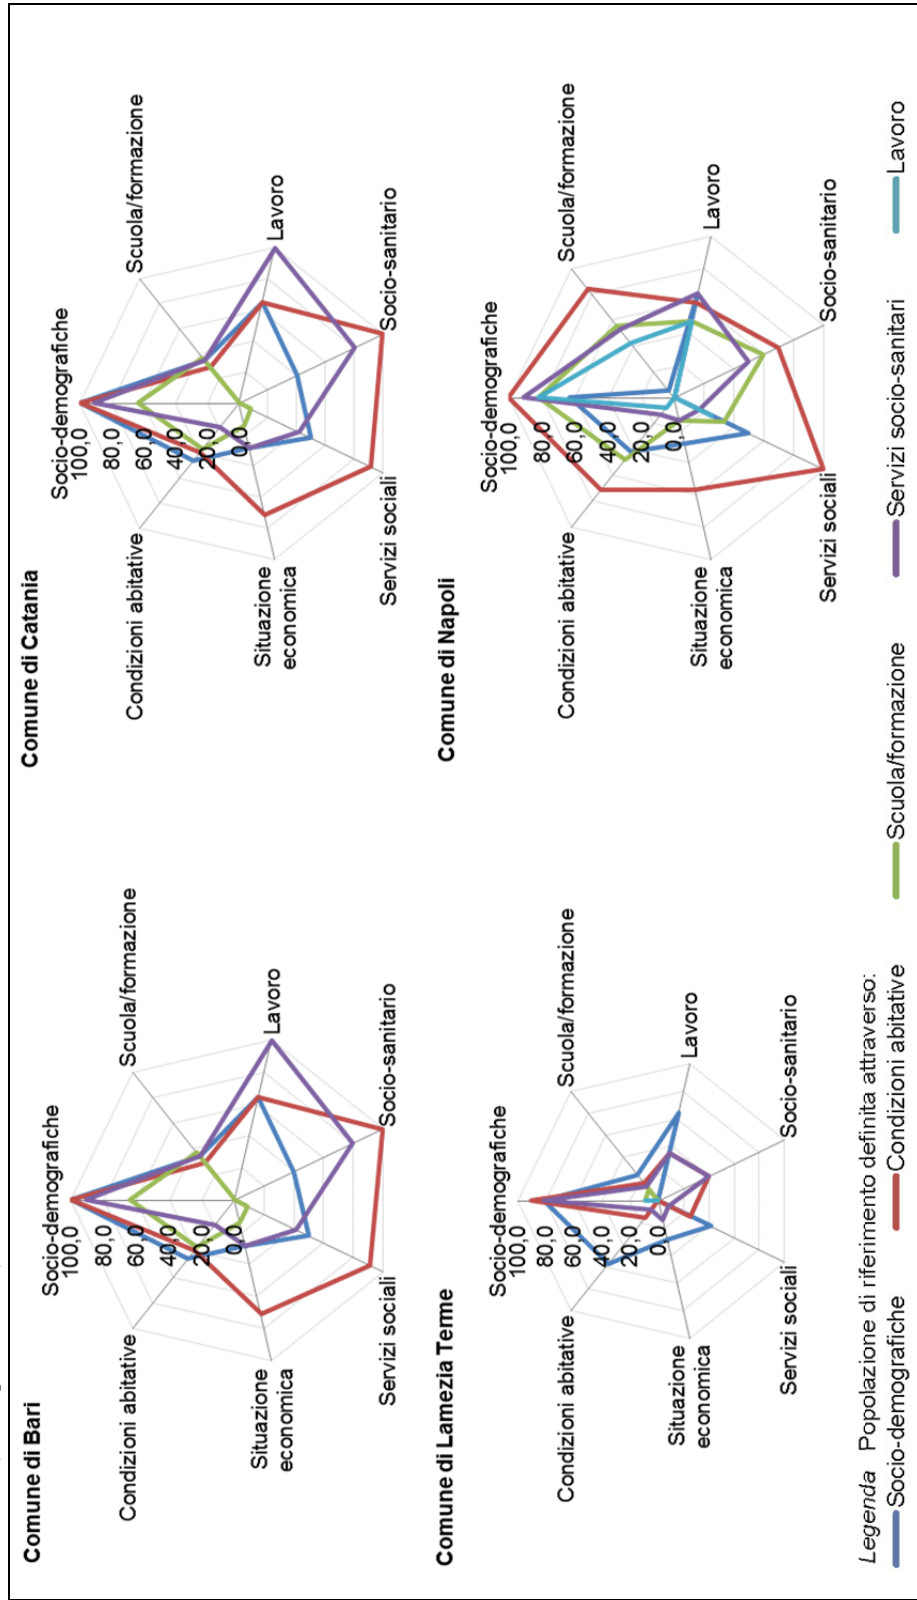 Comune di Bari
Socio-demografiche
100,0
80,0
60,0
40,0
20,0
0,0
Scuola/formazione
Lavoro
Socio-sanitario
Servizi sociali
Situazione
economica
Condizioni abitative
Comune di Catania
Socio-demografiche
100,0
80,0
60,0
40,0
20,0
0,0
Scuola/formazione
Lavoro
Socio-sanitario
Servizi sociali
Situazione
economica
Condizioni abitative
Comune di Lamezia Terme
Socio-demografiche
100,0
80,0
60,0
40,0
20,0
0,0
Scuola/formazione
Lavoro
Socio-sanitario
Servizi sociali
Situazione
economica
Condizioni abitative
Comune di Napoli
Socio-demografiche
100,0
80,0
60,0
40,0
20,0
0,0
Scuola/formazione
Lavoro
Socio-sanitario
Servizi sociali
Situazione
economica
Condizioni abitative
Legenda Popolazione di riferimento definita attraverso:
Socio-demografiche Condizioni abitative Scuola/formazione Servizi socio-sanitari Lavoro